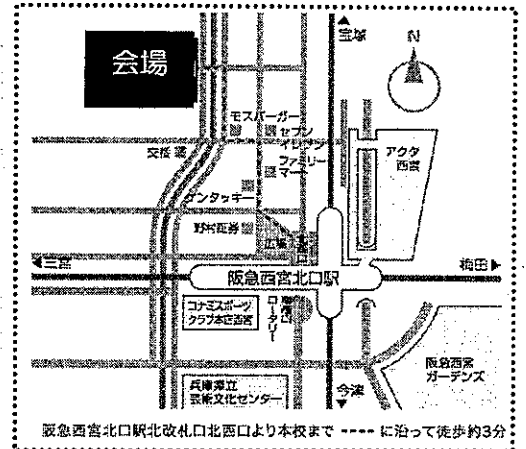 宝塚
N
会場
モスバーガー
セブン
イレブン
交桜
ファミリー
マート
アクタ
西宮
ケンタッキー
野村証券
広場
◀三宮
阪急西宮北口駅
梅田▶
コナミスポーツ
クラブ本店西宮
ロータリー
阪急西宮
ガーデンズ
兵庫県立
芸術文化センター
今津
阪急西宮北口駅北改札口北西口より本校まで ---- に沿って徒歩約3分